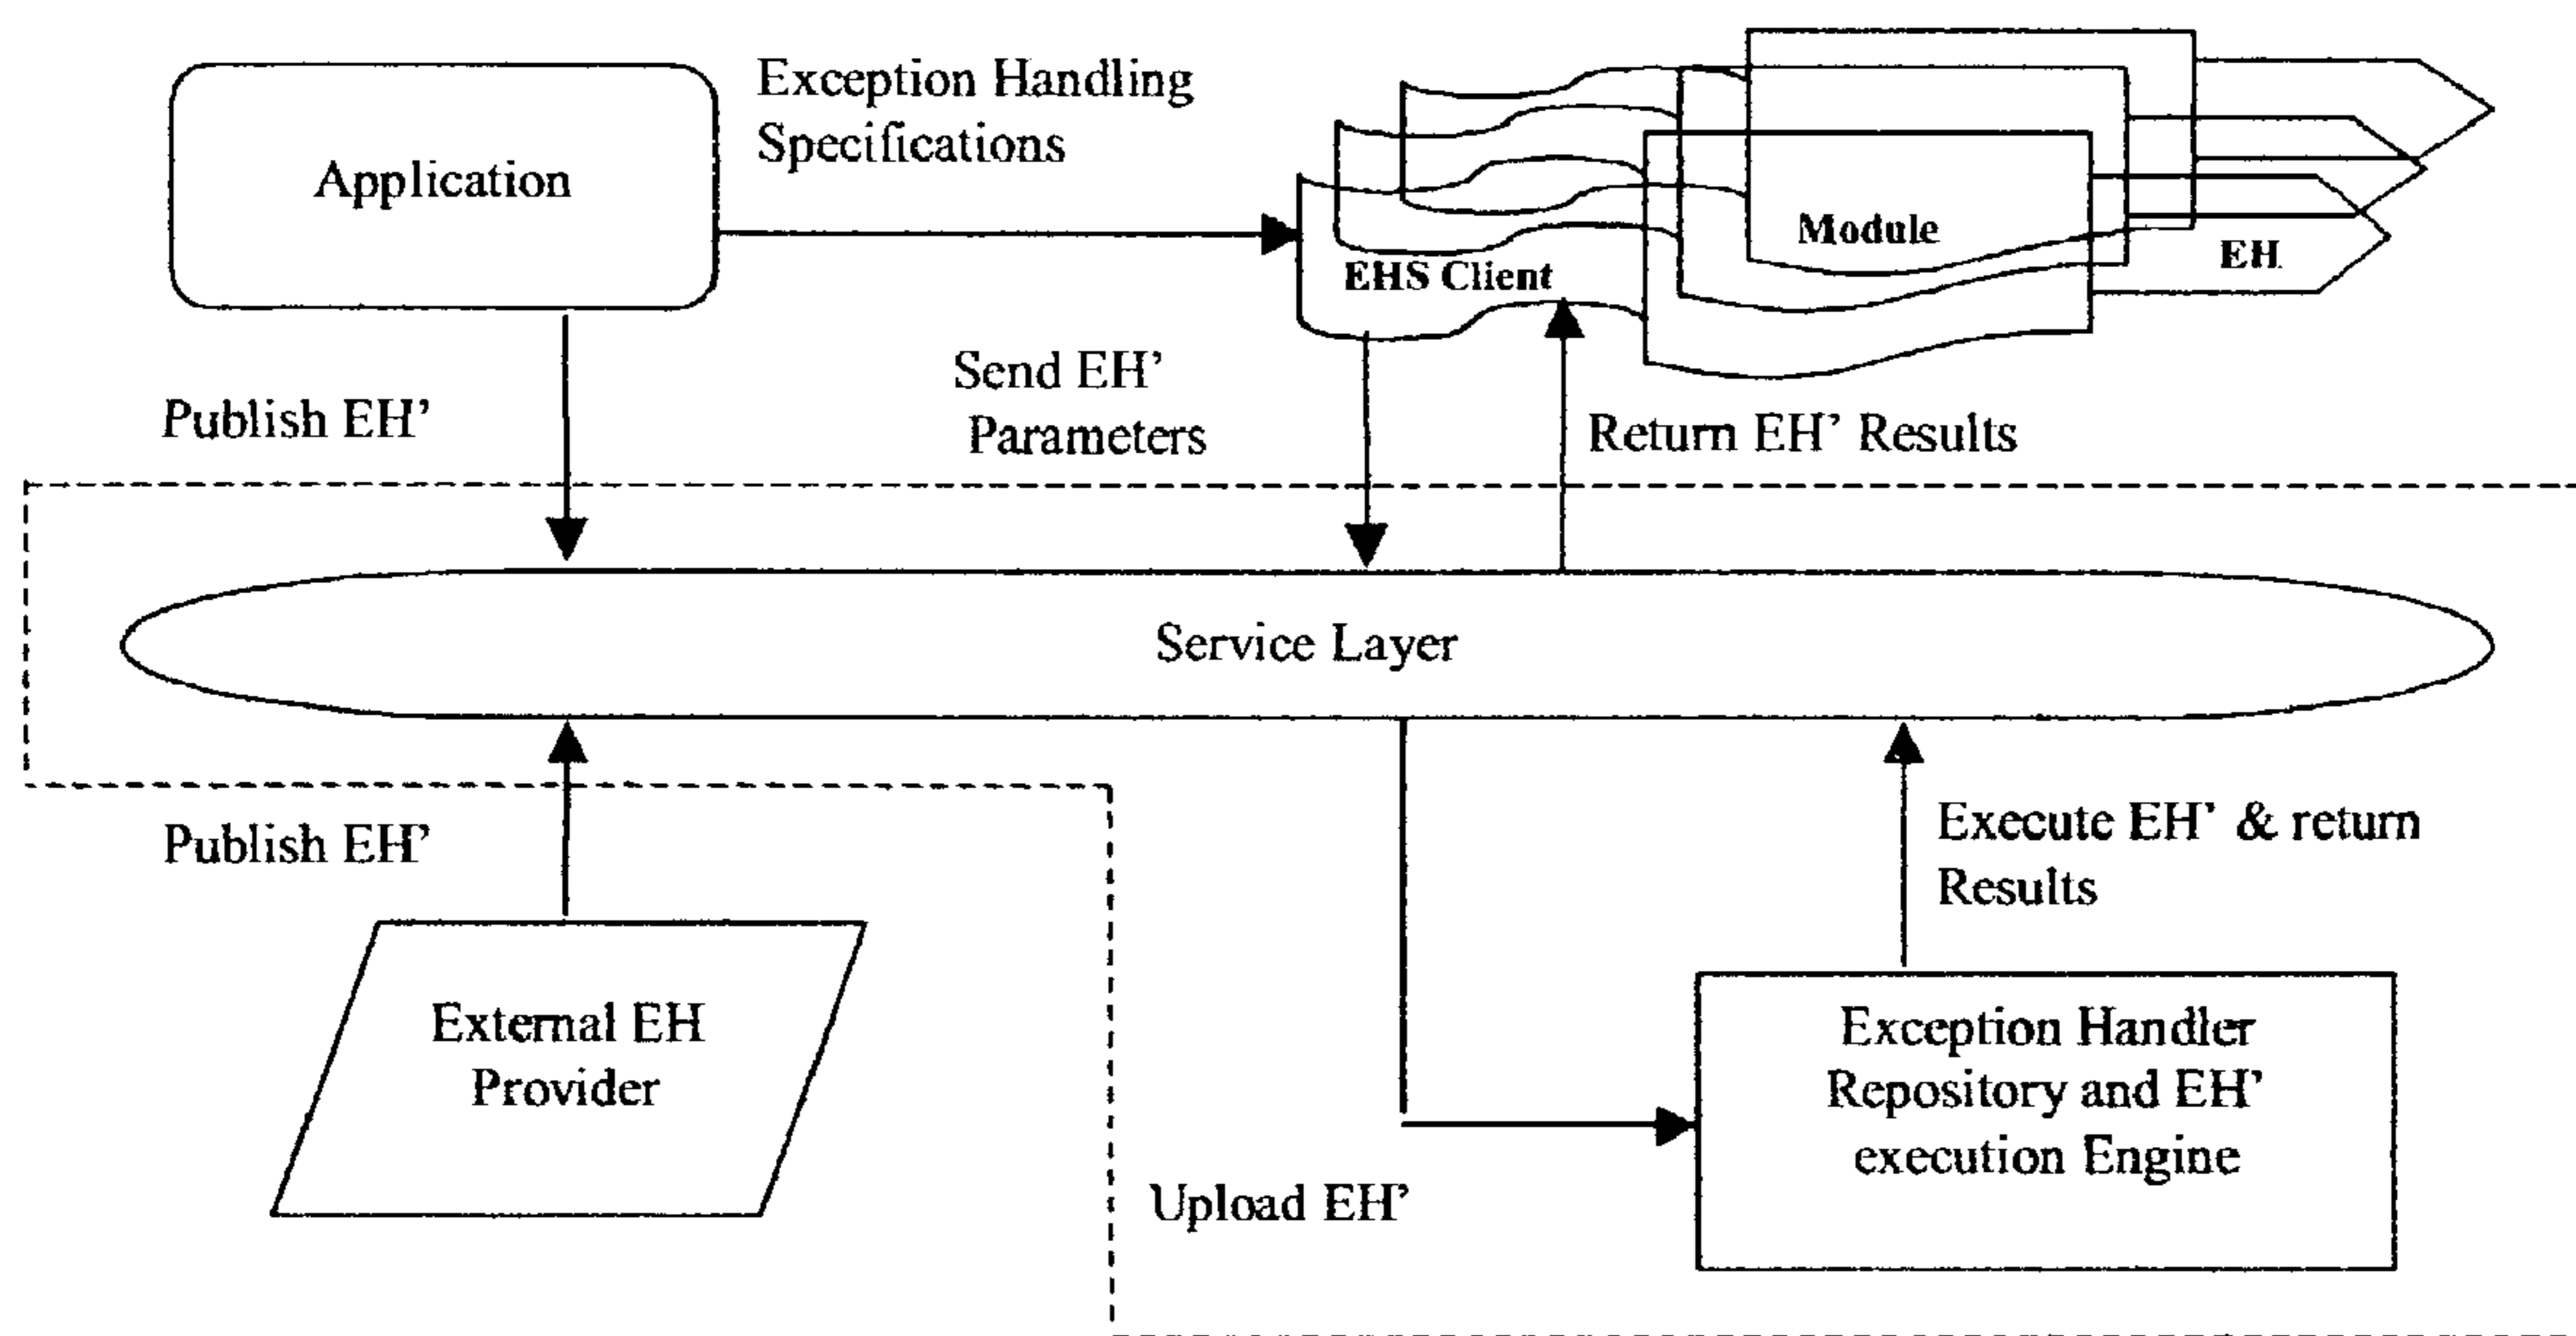 Exception Handling
Specifications
Application
Module
EH
EHS Client
Send EH’
Parameters
Publish EH’
Return EH’ Results
Service Layer
Publish EH’
Execute EH’ & return
Results
External EH
Provider
Exception Handler
Repository and EH’
execution Engine
Upload EH’